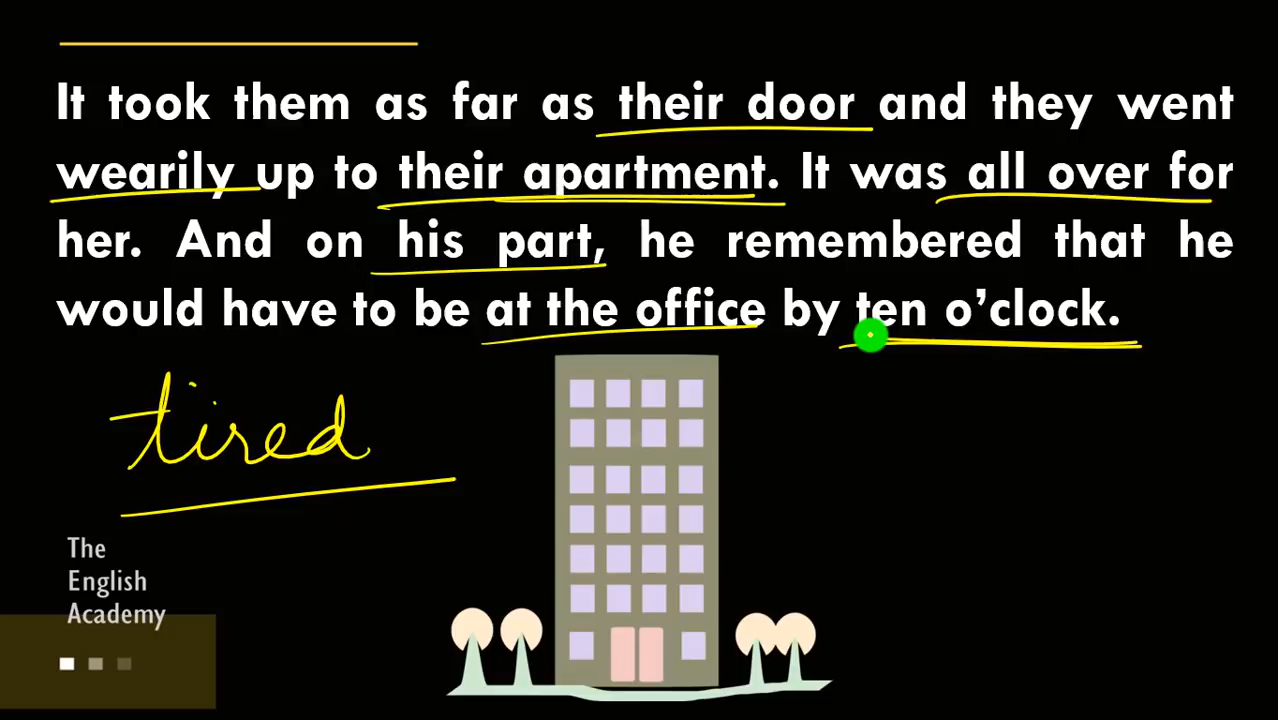 It took them as far as their door and they went
wearily up to their apartment. It was all over for
her. And on his part, he remembered that he
would have to be at the office by ten o’clock.
tired
The
English
Academy